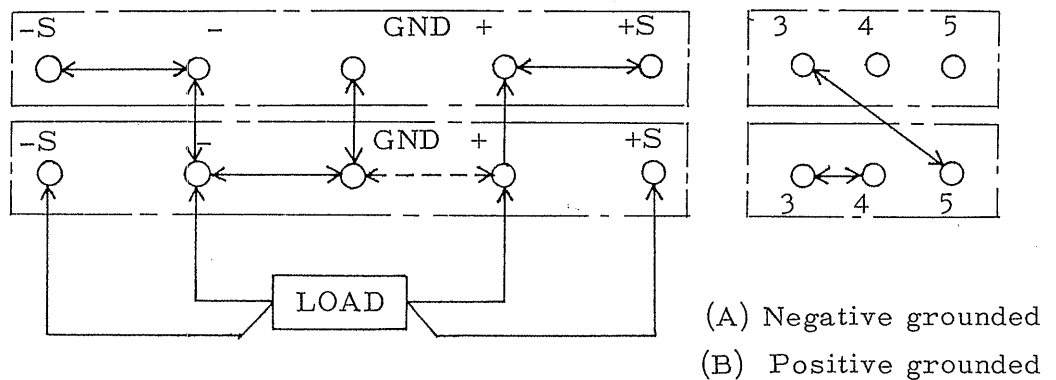 -S - GND + +S 3 4 5
-S - GND + +S
3 4 5
LOAD
(A) Negative grounded
(B) Positive grounded